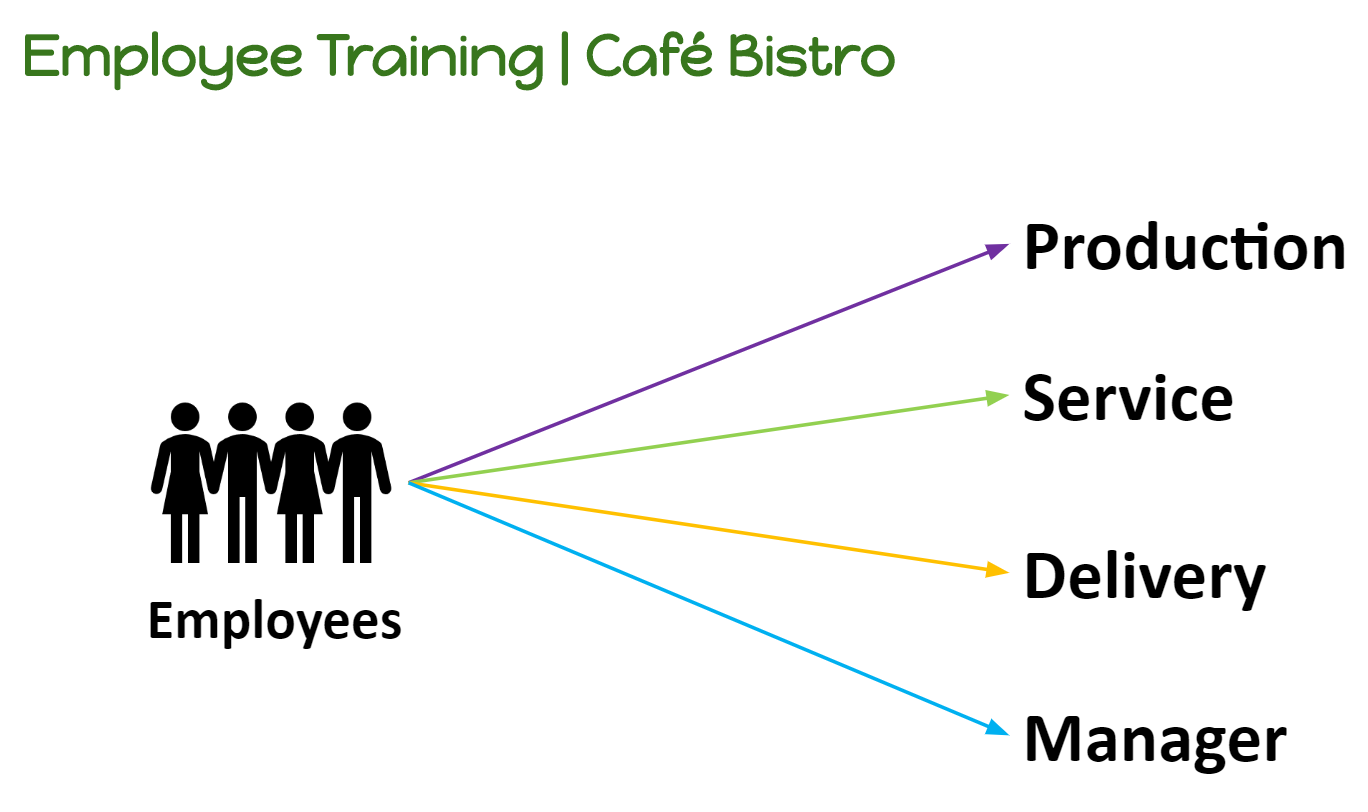 Employee Training | Café Bistro
Production
Service
Delivery
Manager
Employees